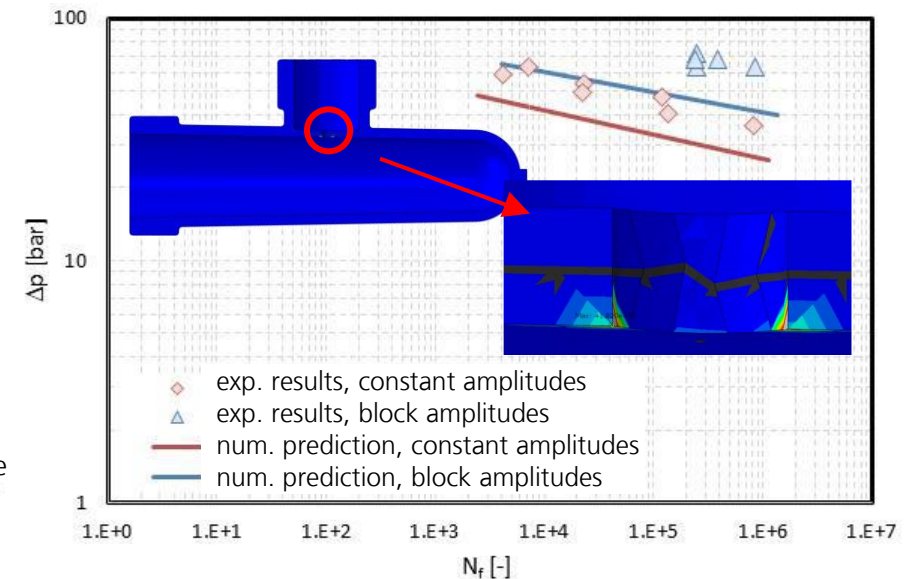 100
10
1
Δp [bar]
exp. results, constant amplitudes
exp. results, block amplitudes
num. prediction, constant amplitudes
num. prediction, block amplitudes
e
1.E+0 1.E+1 1.E+2 1.E+3 1.E+4 1.E+5 1.E+6 1.E+7
Nf [-]